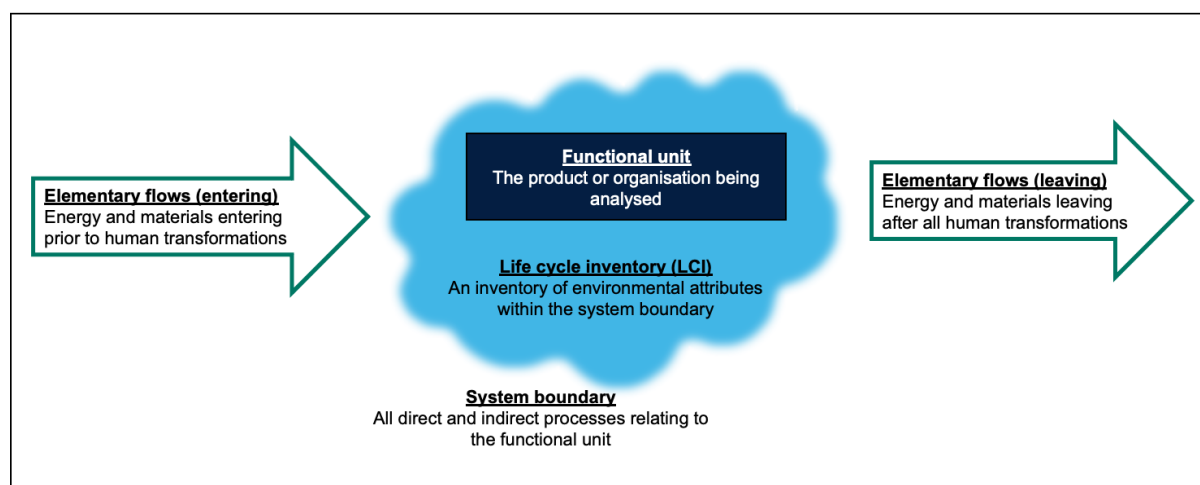 Elementary flows (entering)
Energy and materials entering
prior to human transformations
Functional unit
The product or organisation being
analysed
Life cycle inventory (LCI)
An inventory of environmental attributes
within the system boundary
System boundary
All direct and indirect processes relating to
the functional unit
Elementary flows (leaving)
Energy and materials leaving
after all human transformations